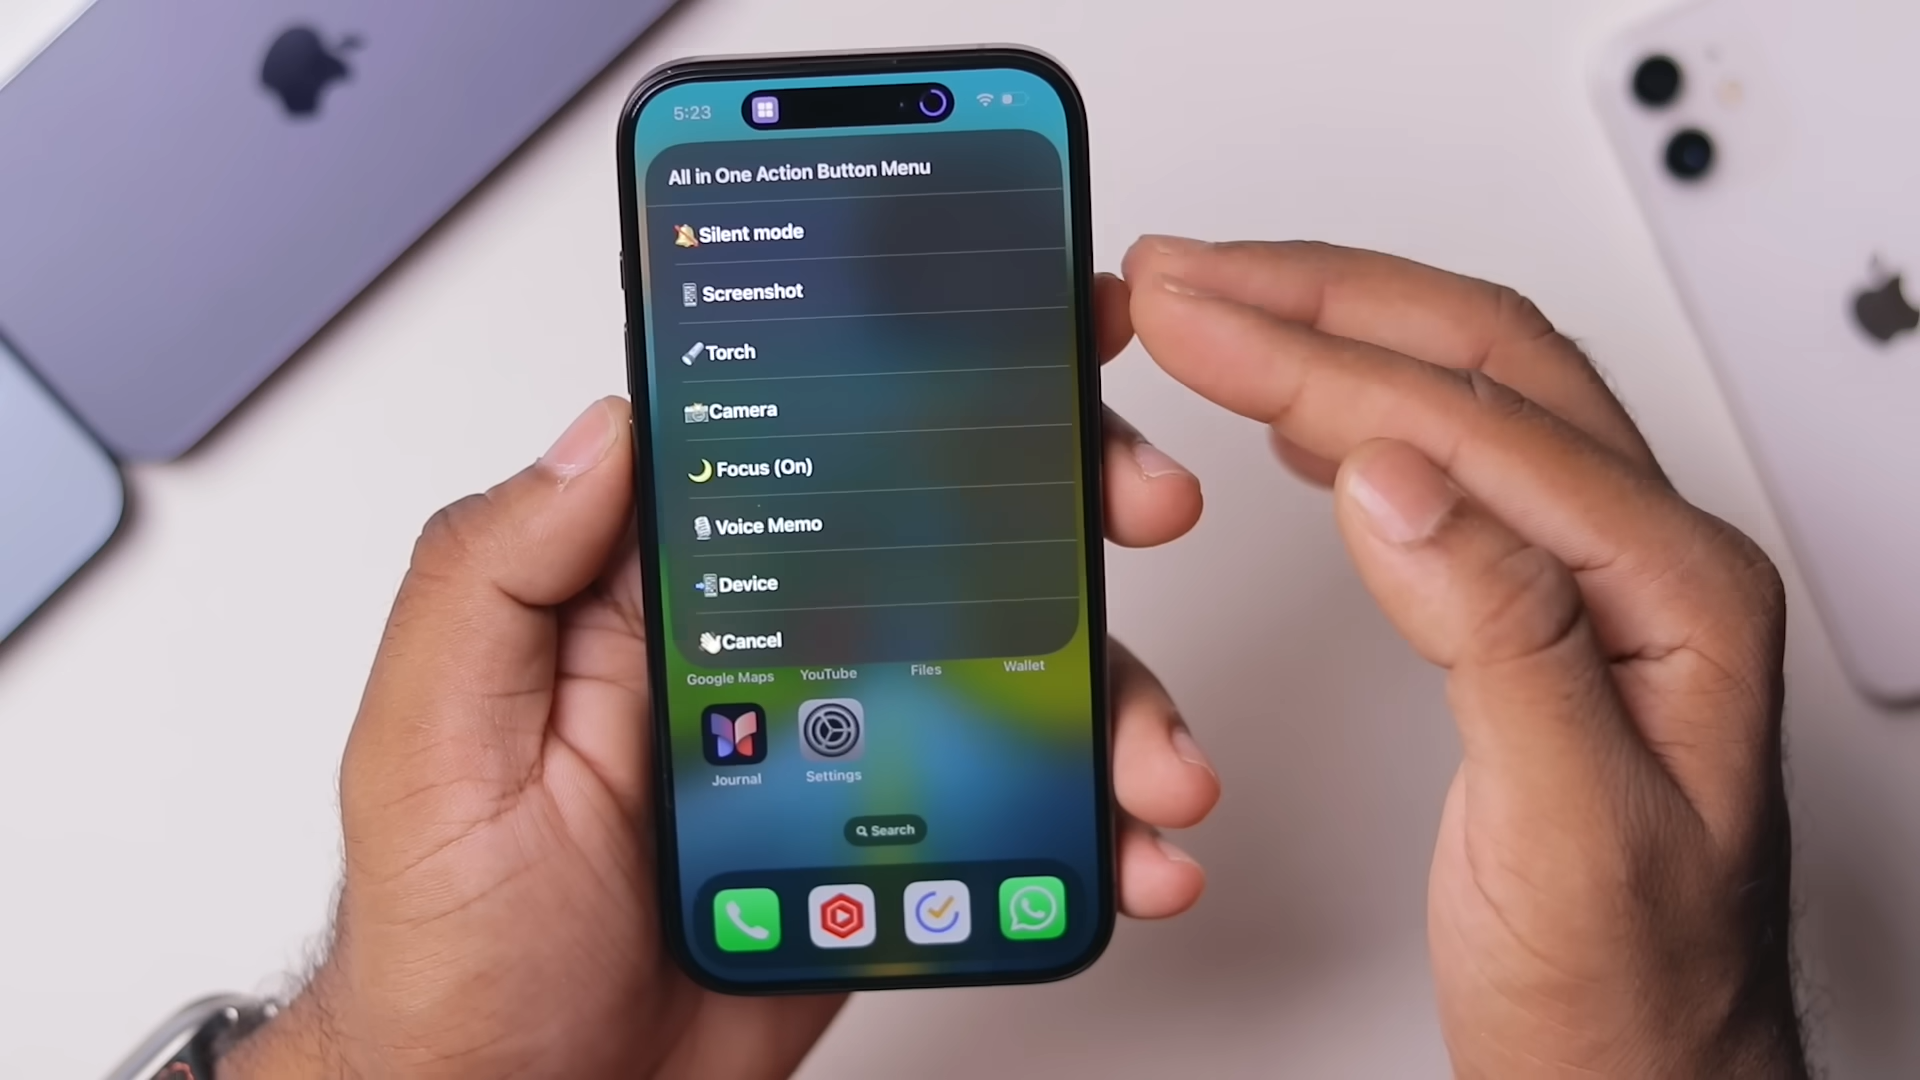 5:23
All in One Action Button Menu
🔕Silent mode
📱Screenshot
🔦Torch
📸Camera
🌙Focus (On)
🎙Voice Memo
📲Device
👋Cancel
Google Maps YouTube Files Wallet
Journal Settings
Search